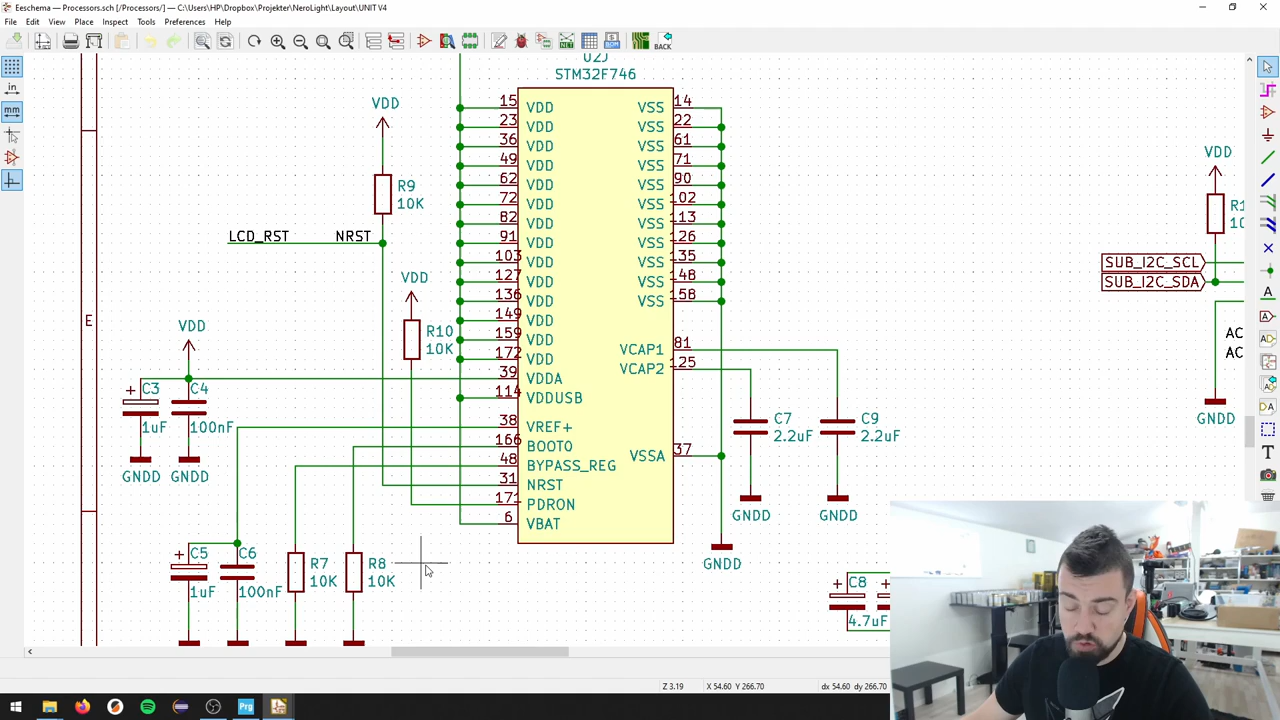 Eeschema — Processors.sch [/Processors/] — C:\Users\HP\Dropbox\Projekter\NeroLight\Layout\UNIT V4
File Edit View Place Inspect Tools Preferences Help
BACK
in
mm
STM32F746
15 VDD VSS 14
23 VDD VSS 22
36 VDD VSS 61
49 VDD VSS 71
62 VDD VSS 90
72 VDD VSS 102
82 VDD VSS 113
91 VDD VSS 126
103 VDD VSS 135
127 VDD VSS 148
136 VDD VSS 158
149 VDD
159 VDD
172 VDD
39 VDDA
114 VDDUSB
38 VREF+
166 BOOT0
48 BYPASS_REG
31 NRST
171 PDRON
6 VBAT
VCAP1 81
VCAP2 125
VSSA 37
VDD
R9
10K
LCD_RST NRST
VDD
R10
10K
E
VDD
C3
1uF
C4
100nF
GNDD GNDD
C5
1uF
C6
100nF
R7
10K
R8
10K
C7
2.2uF
C9
2.2uF
GNDD GNDD
GNDD
C8
4.7uF
VDD
SUB_I2C_SCL
SUB_I2C_SDA
AC
AC
GNDD
Z 3.19 X 54.60 Y 266.70 dx 54.60 dy 266.70
Prg